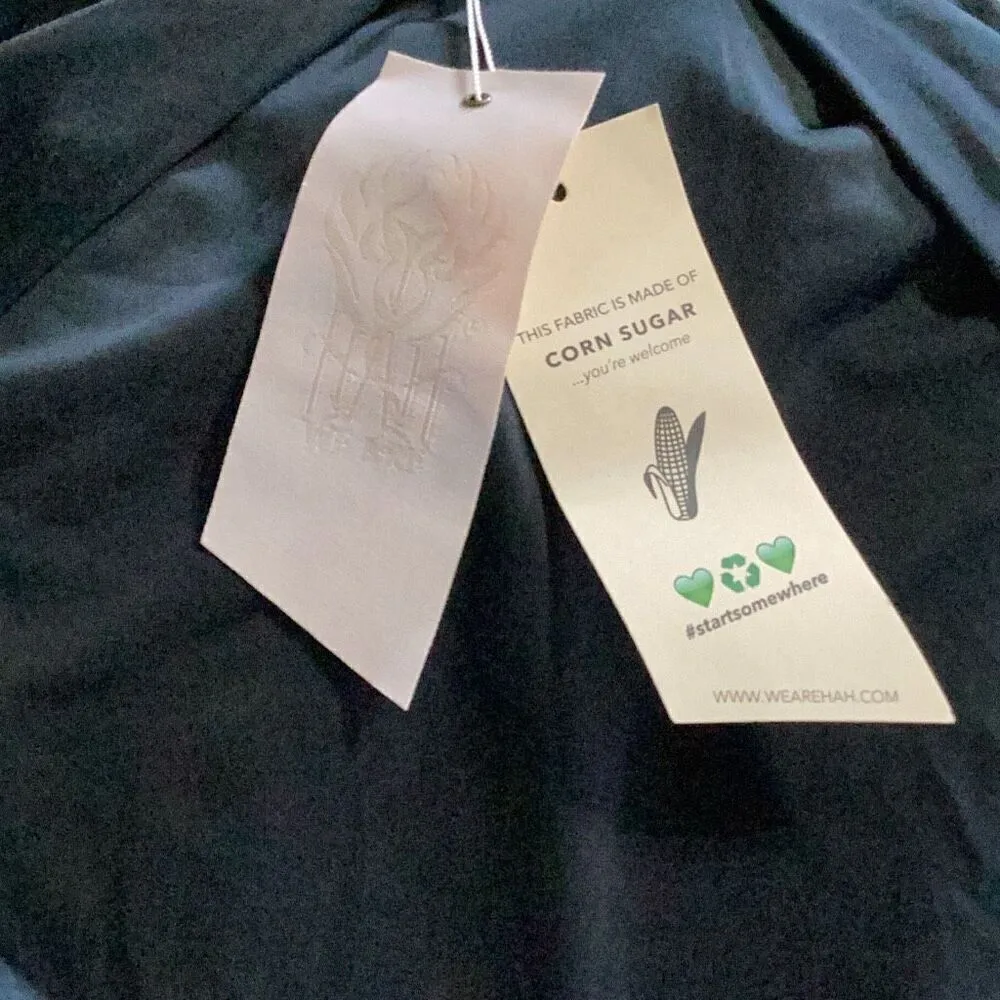 THIS FABRIC IS MADE OF
CORN SUGAR
...you're welcome
💚♻💚
#startsomewhere
WWW.WEAREHAH.COM